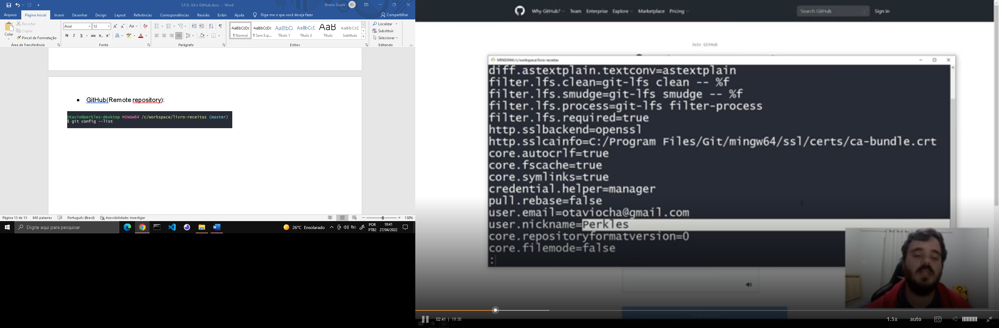 S.F.D. Git e GitHub.docx - Word
Bruno Souza
BS
Arquivo
Página Inicial
Inserir
Desenhar
Design
Layout
Referências
Correspondências
Revisão
Exibir
Ajuda
Diga-me o que você deseja fazer
Compartilhar
Colar
Recortar
Copiar
Pincel de Formatação
Área de Transferência
Arial
12
Aa
N I S abc x₂ x²
Fonte
Parágrafo
AaBbCcDc AaBbCcDc AaBbC( AaBbCcE AaB AaBbCcD
¶ Normal
¶ Sem Esp...
Título 1
Título 2
Título
Subtítulo
Estilos
Localizar
Substituir
Selecionar
Editando
GitHub(Remote repository):
Otavio@perkles-desktop MINGW64 /c/workspace/livro-receitas (master)
$ git config --list
Página 13 de 13
843 palavras
Português (Brasil)
Acessibilidade: investigar
130%
Digite aqui para pesquisar
26°C Ensolarado
POR
PTB2
10:41
27/04/2022
Why GitHub?
Team
Enterprise
Explore
Marketplace
Pricing
Search GitHub
/
Sign in
Join GitHub
MINGW64:/c/workspace/livro-receitas
diff.astextplain.textconv=astextplain
filter.lfs.clean=git-lfs clean -- %f
filter.lfs.smudge=git-lfs smudge -- %f
filter.lfs.process=git-lfs filter-process
filter.lfs.required=true
http.sslbackend=openssl
http.sslcainfo=C:/Program Files/Git/mingw64/ssl/certs/ca-bundle.crt
core.autocrlf=true
core.fscache=true
core.symlinks=true
credential.helper=manager
pull.rebase=false
user.email=otaviocha@gmail.com
user.nickname=Perkles
core.repositoryformatversion=0
core.filemode=false
:
02:41 | 19:35
1.5x
auto
CC